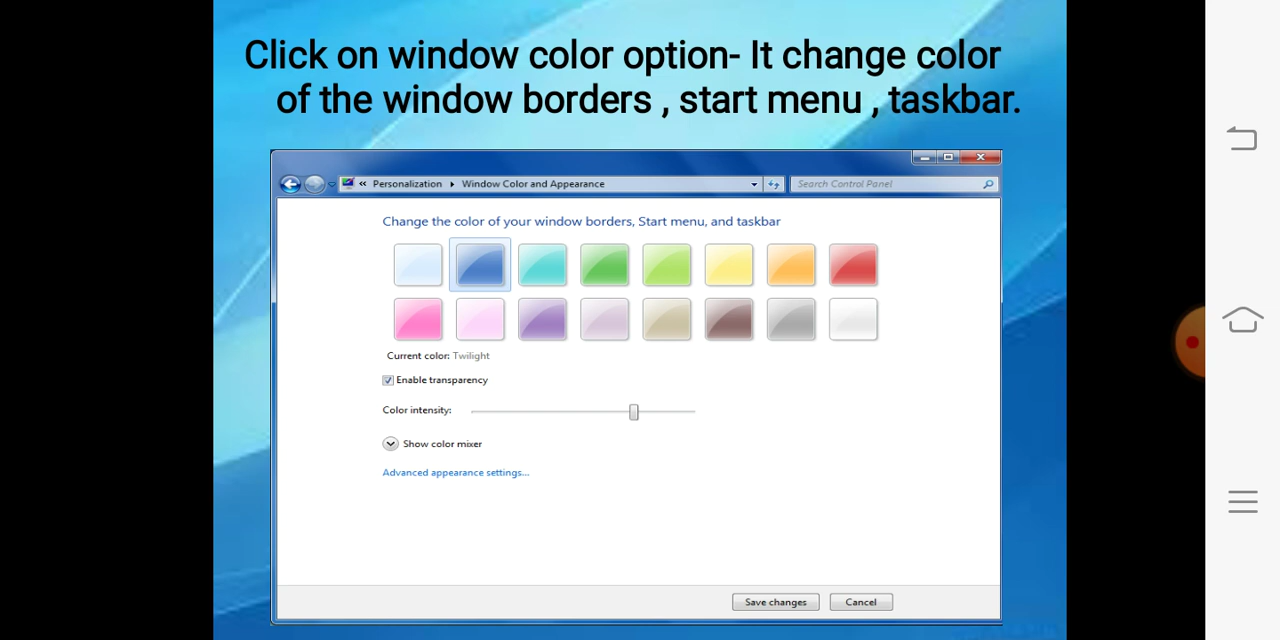 Click on window color option- It change color
of the window borders , start menu , taskbar.
« Personalization Window Color and Appearance Search Control Panel
Change the color of your window borders, Start menu, and taskbar
Current color: Twilight
Enable transparency
Color intensity:
Show color mixer
Advanced appearance settings...
Save changes Cancel